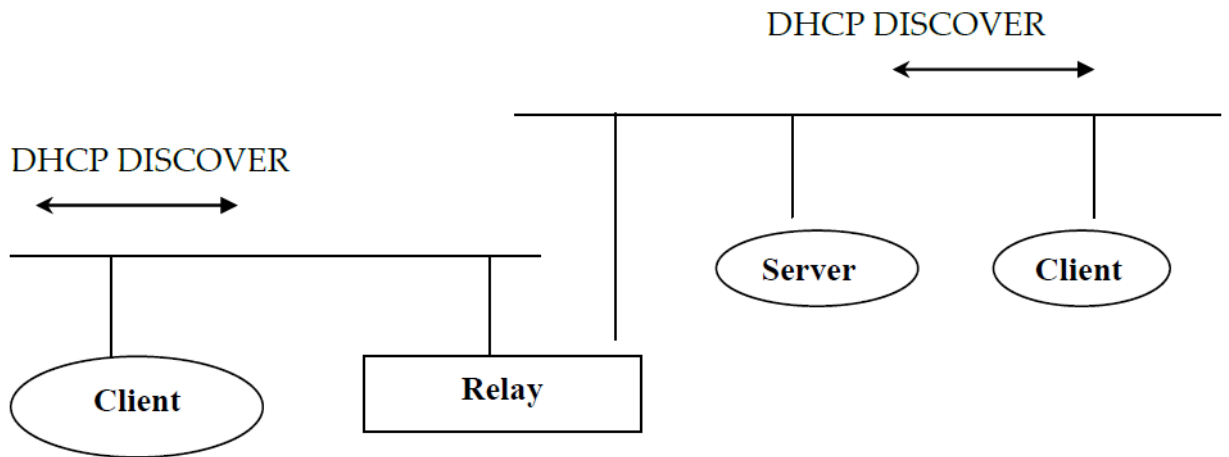 DHCP DISCOVER
DHCP DISCOVER
Server
Client
Client
Relay